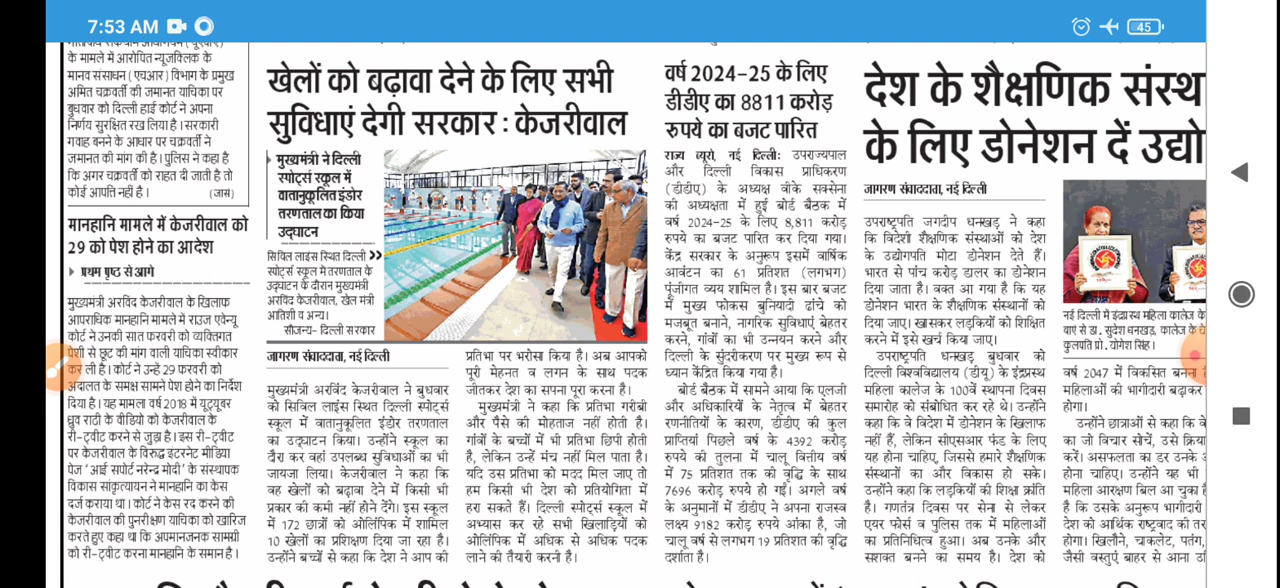 7:53 AM
45
के मामले में आरोपित न्यूजक्लिक के
मानव संसाधन (एचआर) विभाग के प्रमुख
अमित चक्रवर्ती की जमानत याचिका पर
बुधवार को दिल्ली हाई कोर्ट ने अपना
निर्णय सुरक्षित रख लिया है। सरकारी
गवाह बनने के आधार पर चक्रवर्ती ने
जमानत की मांग की है। पुलिस ने कहा है
कि अगर चक्रवर्ती को राहत दी जाती है तो
कोई आपत्ति नहीं है। (जासं)
मानहानि मामले में केजरीवाल को
29 को पेश होने का आदेश
प्रथम पृष्ठ से आगे
मुख्यमंत्री अरविंद केजरीवाल के खिलाफ
आपराधिक मानहानि मामले में राउज एवेन्यू
कोर्ट ने उनकी सात फरवरी को व्यक्तिगत
पेशी से छूट की मांग वाली याचिका स्वीकार
कर ली है। कोर्ट ने उन्हें 29 फरवरी को
अदालत के समक्ष सामने पेश होने का निर्देश
दिया है। यह मामला वर्ष 2018 में यूट्यूबर
ध्रुव राठी के वीडियो को केजरीवाल के
री-ट्वीट करने से जुड़ा है। इस री-ट्वीट
पर केजरीवाल के विरुद्ध इंटरनेट मीडिया
पेज 'आई सपोर्ट नरेन्द्र मोदी' के संस्थापक
विकास सांकृत्यायन ने मानहानि का केस
दर्ज कराया था। कोर्ट ने केस रद करने की
केजरीवाल की पुनरीक्षण याचिका को खारिज
करते हुए कहा था कि अपमानजनक सामग्री
को री-ट्वीट करना मानहानि के समान है।
खेलों को बढ़ावा देने के लिए सभी
सुविधाएं देगी सरकार : केजरीवाल
मुख्यमंत्री ने दिल्ली
स्पोर्ट्स स्कूल में
वातानुकूलित इंडोर
तरणताल का किया
उद्घाटन
सिविल लाइंस स्थित दिल्ली
स्पोर्ट्स स्कूल में तरणताल के
उद्घाटन के दौरान मुख्यमंत्री
अरविंद केजरीवाल, खेल मंत्री
आतिशी व अन्य।
सौजन्य- दिल्ली सरकार
जागरण संवाददाता, नई दिल्ली
मुख्यमंत्री अरविंद केजरीवाल ने बुधवार
को सिविल लाइंस स्थित दिल्ली स्पोर्ट्स
स्कूल में वातानुकूलित इंडोर तरणताल
का उद्घाटन किया। उन्होंने स्कूल का
दौरा कर वहां उपलब्ध सुविधाओं का भी
जायजा लिया। केजरीवाल ने कहा कि
वह खेलों को बढ़ावा देने में किसी भी
प्रकार की कमी नहीं होने देंगे। इस स्कूल
में 172 छात्रों को ओलिंपिक में शामिल
10 खेलों का प्रशिक्षण दिया जा रहा है।
उन्होंने बच्चों से कहा कि देश ने आप की
प्रतिभा पर भरोसा किया है। अब आपको
पूरी मेहनत व लगन के साथ पदक
जीतकर देश का सपना पूरा करना है।
मुख्यमंत्री ने कहा कि प्रतिभा गरीबी
और पैसे की मोहताज नहीं होती है।
गांवों के बच्चों में भी प्रतिभा छिपी होती
है, लेकिन उन्हें मंच नहीं मिल पाता है।
यदि उस प्रतिभा को मदद मिल जाए तो
हम किसी भी देश को प्रतियोगिता में
हरा सकते हैं। दिल्ली स्पोर्ट्स स्कूल में
अभ्यास कर रहे सभी खिलाड़ियों को
ओलिंपिक में अधिक से अधिक पदक
लाने की तैयारी करनी है।
वर्ष 2024-25 के लिए
डीडीए का 8811 करोड़
रुपये का बजट पारित
राज्य ब्यूरो, नई दिल्ली: उपराज्यपाल
और दिल्ली विकास प्राधिकरण
(डीडीए) के अध्यक्ष वीके सक्सेना
की अध्यक्षता में हुई बोर्ड बैठक में
वर्ष 2024-25 के लिए 8,811 करोड़
रुपये का बजट पारित कर दिया गया।
केंद्र सरकार के अनुरूप इसमें वार्षिक
आवंटन का 61 प्रतिशत (लगभग)
पूंजीगत व्यय शामिल है। इस बार बजट
में मुख्य फोकस बुनियादी ढांचे को
मजबूत बनाने, नागरिक सुविधाएं बेहतर
करने, गांवों का भी उन्नयन करने और
दिल्ली के सुंदरीकरण पर मुख्य रूप से
ध्यान केंद्रित किया गया है।
बोर्ड बैठक में सामने आया कि एलजी
और अधिकारियों के नेतृत्व में बेहतर
रणनीतियों के कारण, डीडीए की कुल
प्राप्तियां पिछले वर्ष के 4392 करोड़
रुपये की तुलना में चालू वित्तीय वर्ष
में 75 प्रतिशत तक की वृद्धि के साथ
7696 करोड़ रुपये हो गईं। अगले वर्ष
के अनुमानों में डीडीए ने अपना राजस्व
लक्ष्य 9182 करोड़ रुपये आंका है, जो
चालू वर्ष से लगभग 19 प्रतिशत की वृद्धि
दर्शाता है।
देश के शैक्षणिक संस्थ
के लिए डोनेशन दें उद्यो
जागरण संवाददाता, नई दिल्ली
उपराष्ट्रपति जगदीप धनखड़ ने कहा
कि विदेशी शैक्षणिक संस्थाओं को देश
के उद्योगपति मोटा डोनेशन देते हैं।
भारत से पांच करोड़ डालर का डोनेशन
दिया जाता है। वक्त आ गया है कि यह
डोनेशन भारत के शैक्षणिक संस्थानों को
दिया जाए। खासकर लड़कियों को शिक्षित
करने में इसे खर्च किया जाए।
उपराष्ट्रपति धनखड़ बुधवार को
दिल्ली विश्वविद्यालय (डीयू) के इंद्रप्रस्थ
महिला कालेज के 100वें स्थापना दिवस
समारोह को संबोधित कर रहे थे। उन्होंने
कहा कि वे विदेश में डोनेशन के खिलाफ
नहीं हैं, लेकिन सीएसआर फंड के लिए
यह होना चाहिए, जिससे हमारे शैक्षणिक
संस्थानों का और विकास हो सके।
उन्होंने कहा कि लड़कियों की शिक्षा क्रांति
है। गणतंत्र दिवस पर सेना से लेकर
एयर फोर्स व पुलिस तक में महिलाओं
का प्रतिनिधित्व हुआ। अब उनके और
सशक्त बनने का समय है। देश को
नई दिल्ली में इंद्रप्रस्थ महिला कालेज के
बाएं से डा. सुदेश धनखड़, कालेज के
कुलपति प्रो. योगेश सिंह।
वर्ष 2047 में विकसित बनना
महिलाओं की भागीदारी बढ़ाकर
होगा।
उन्होंने छात्राओं से कहा कि वे
का जो विचार सोचें, उसे क्रिया
करें। असफलता का डर उनके
होना चाहिए। उन्होंने यह भी
महिला आरक्षण बिल आ चुका
है कि उसके अनुरूप भागीदारी
देश को आर्थिक राष्ट्रवाद की तर
होगा। खिलौने, चाकलेट, पतंग,
जैसी वस्तुएं बाहर से आना